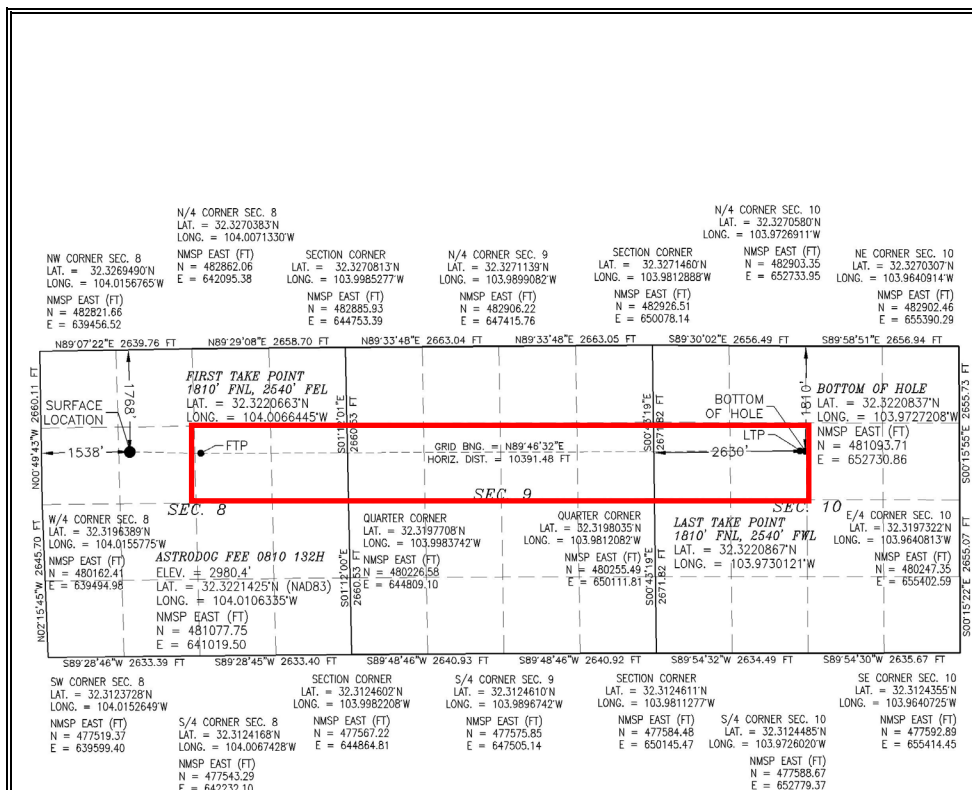 N/4 CORNER SEC. 8
LAT. = 32.3270383'N
LONG. = 104.0071330'W
NMSP EAST (FT)
N = 482862.06
E = 642095.38
N/4 CORNER SEC. 10
LAT. = 32.3270580'N
LONG. = 103.9726911'W
NMSP EAST (FT)
N = 482903.35
E = 652733.95
NW CORNER SEC. 8
LAT. = 32.3269490'N
LONG. = 104.0156765'W
NMSP EAST (FT)
N = 482821.66
E = 639456.52
SECTION CORNER
LAT. = 32.3270813'N
LONG. = 103.9985277'W
NMSP EAST (FT)
N = 482885.93
E = 644753.39
N/4 CORNER SEC. 9
LAT. = 32.3271139'N
LONG. = 103.9899082'W
NMSP EAST (FT)
N = 482906.22
E = 647415.76
SECTION CORNER
LAT. = 32.3271460'N
LONG. = 103.9812888'W
NMSP EAST (FT)
N = 482926.51
E = 650078.14
NE CORNER SEC. 10
LAT. = 32.3270307'N
LONG. = 103.9640914'W
NMSP EAST (FT)
N = 482902.46
E = 655390.29
N89'07'22"E 2639.76 FT
N89'29'08"E 2658.70 FT
N89'33'48"E 2663.04 FT
N89'33'48"E 2663.05 FT
S89'30'02"E 2656.49 FT
S89'58'51"E 2656.94 FT
N00'49'43"W 2660.11 FT
1768'
SURFACE
LOCATION
1538'
FIRST TAKE POINT
1810' FNL, 2540' FEL
LAT. = 32.3220663'N
LONG. = 104.0066445'W
FTP
S01'12'01"E
2660.53 FT
GRID BNG. = N89'46'32"E
HORIZ. DIST. = 10391.48 FT
S00'43'19"E
2671.82 FT
BOTTOM
OF HOLE
LTP
2630'
1810'
BOTTOM OF HOLE
LAT. = 32.3220837'N
LONG. = 103.9727208'W
NMSP EAST (FT)
N = 481093.71
E = 652730.86
S00'15'55"E 2655.73 FT
SEC. 8
SEC. 9
SEC. 10
N02'15'45"W 2645.70 FT
W/4 CORNER SEC. 8
LAT. = 32.3196389'N
LONG. = 104.0155775'W
NMSP EAST (FT)
N = 480162.41
E = 639494.98
ASTRODOG FEE 0810 132H
ELEV. = 2980.4'
LAT. = 32.3221425'N (NAD83)
LONG. = 104.0106335'W
NMSP EAST (FT)
N = 481077.75
E = 641019.50
S01'12'00"E
2660.53 FT
QUARTER CORNER
LAT. = 32.3197708'N
LONG. = 103.9983742'W
NMSP EAST (FT)
N = 480226.58
E = 644809.10
QUARTER CORNER
LAT. = 32.3198035'N
LONG. = 103.9812082'W
NMSP EAST (FT)
N = 480255.49
E = 650111.81
S00'43'19"E
2671.82 FT
LAST TAKE POINT
1810' FNL, 2540' FWL
LAT. = 32.3220867'N
LONG. = 103.9730121'W
E/4 CORNER SEC. 10
LAT. = 32.3197322'N
LONG. = 103.9640813'W
NMSP EAST (FT)
N = 480247.35
E = 655402.59
S00'15'22"E 2655.07 FT
S89'28'46"W 2633.39 FT
S89'28'45"W 2633.40 FT
S89'48'46"W 2640.93 FT
S89'48'46"W 2640.92 FT
S89'54'32"W 2634.49 FT
S89'54'30"W 2635.67 FT
SW CORNER SEC. 8
LAT. = 32.3123728'N
LONG. = 104.0152649'W
NMSP EAST (FT)
N = 477519.37
E = 639599.40
S/4 CORNER SEC. 8
LAT. = 32.3124168'N
LONG. = 104.0067428'W
NMSP EAST (FT)
N = 477543.29
E = 642232.10
SECTION CORNER
LAT. = 32.3124602'N
LONG. = 103.9982208'W
NMSP EAST (FT)
N = 477567.22
E = 644864.81
S/4 CORNER SEC. 9
LAT. = 32.3124610'N
LONG. = 103.9896742'W
NMSP EAST (FT)
N = 477575.85
E = 647505.14
SECTION CORNER
LAT. = 32.3124611'N
LONG. = 103.9811277'W
NMSP EAST (FT)
N = 477584.48
E = 650145.47
S/4 CORNER SEC. 10
LAT. = 32.3124485'N
LONG. = 103.9726020'W
NMSP EAST (FT)
N = 477588.67
E = 652779.37
SE CORNER SEC. 10
LAT. = 32.3124355'N
LONG. = 103.9640725'W
NMSP EAST (FT)
N = 477592.89
E = 655414.45